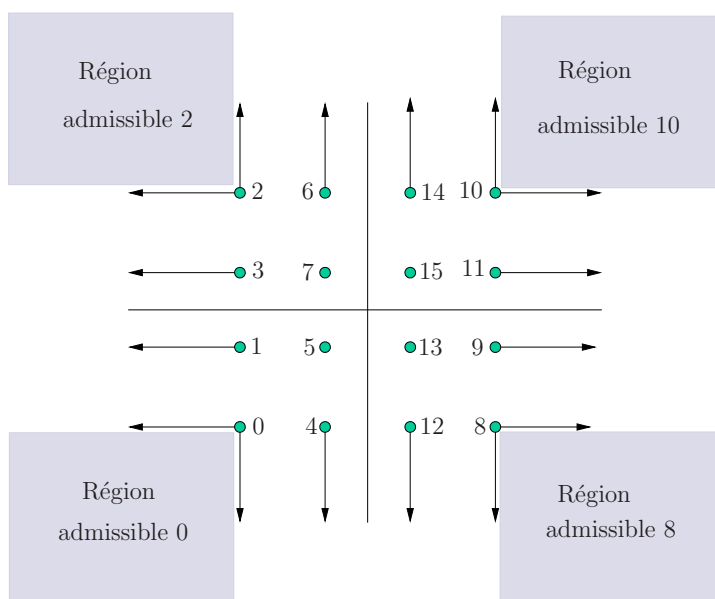 Région
admissible 2
Région
admissible 10
2 6 14 10
3 7 15 11
1 5 13 9
0 4 12 8
Région
admissible 0
Région
admissible 8